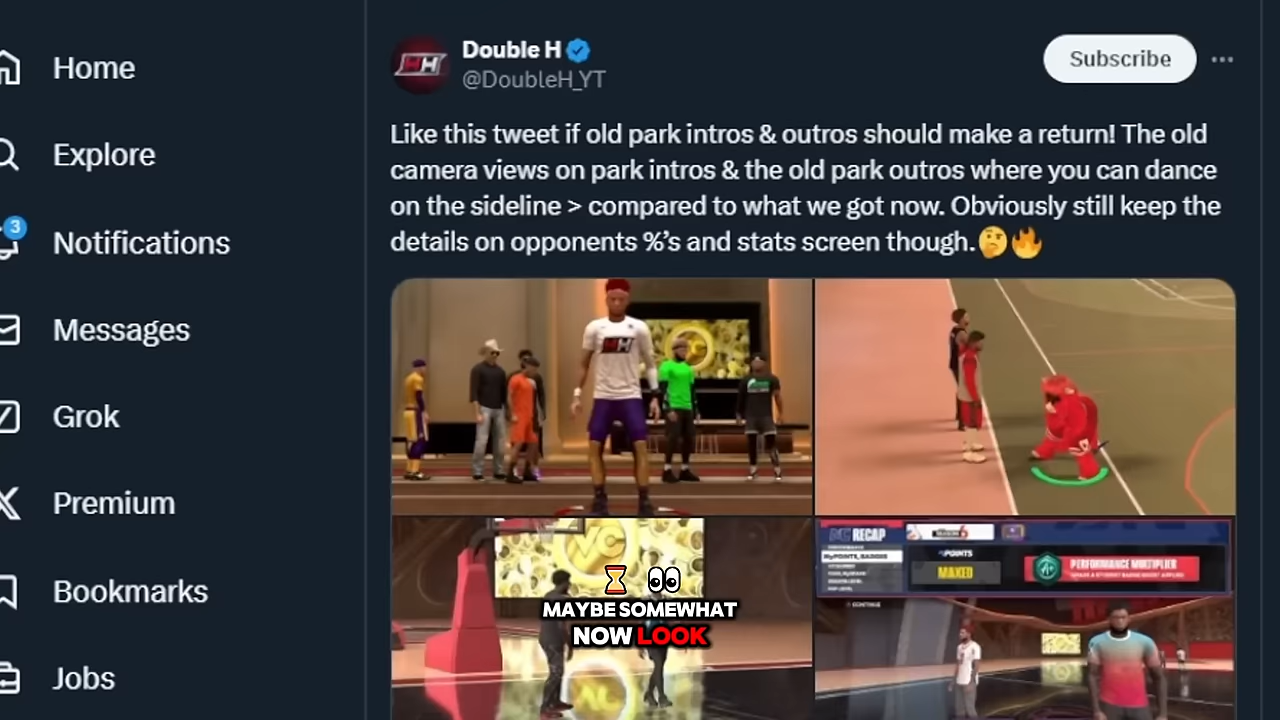 Home
Explore
3
Notifications
Messages
Grok
Premium
Bookmarks
Jobs
Double H
@DoubleH_YT
Subscribe
Like this tweet if old park intros & outros should make a return! The old
camera views on park intros & the old park outros where you can dance
on the sideline > compared to what we got now. Obviously still keep the
details on opponents %’s and stats screen though.🤔🔥
HH
NC
MAYBE SOMEWHAT
NOW LOOK
RECAP
POINTS
MAXED
A+
PERFORMANCE MULTIPLIER